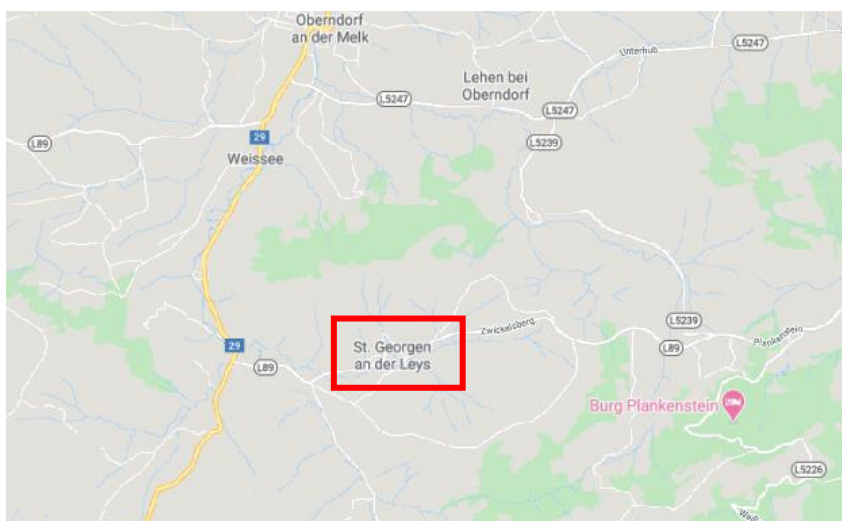 Oberndorf
an der Melk
L5247
Unterhub
Lehen bei
Oberndorf
L5247
L5247
29
L89
Weissee
L5239
St. Georgen
an der Leys
Zwickelsberg
L5239
Plankenstein
29
L89
L89
Burg Plankenstein
L5226